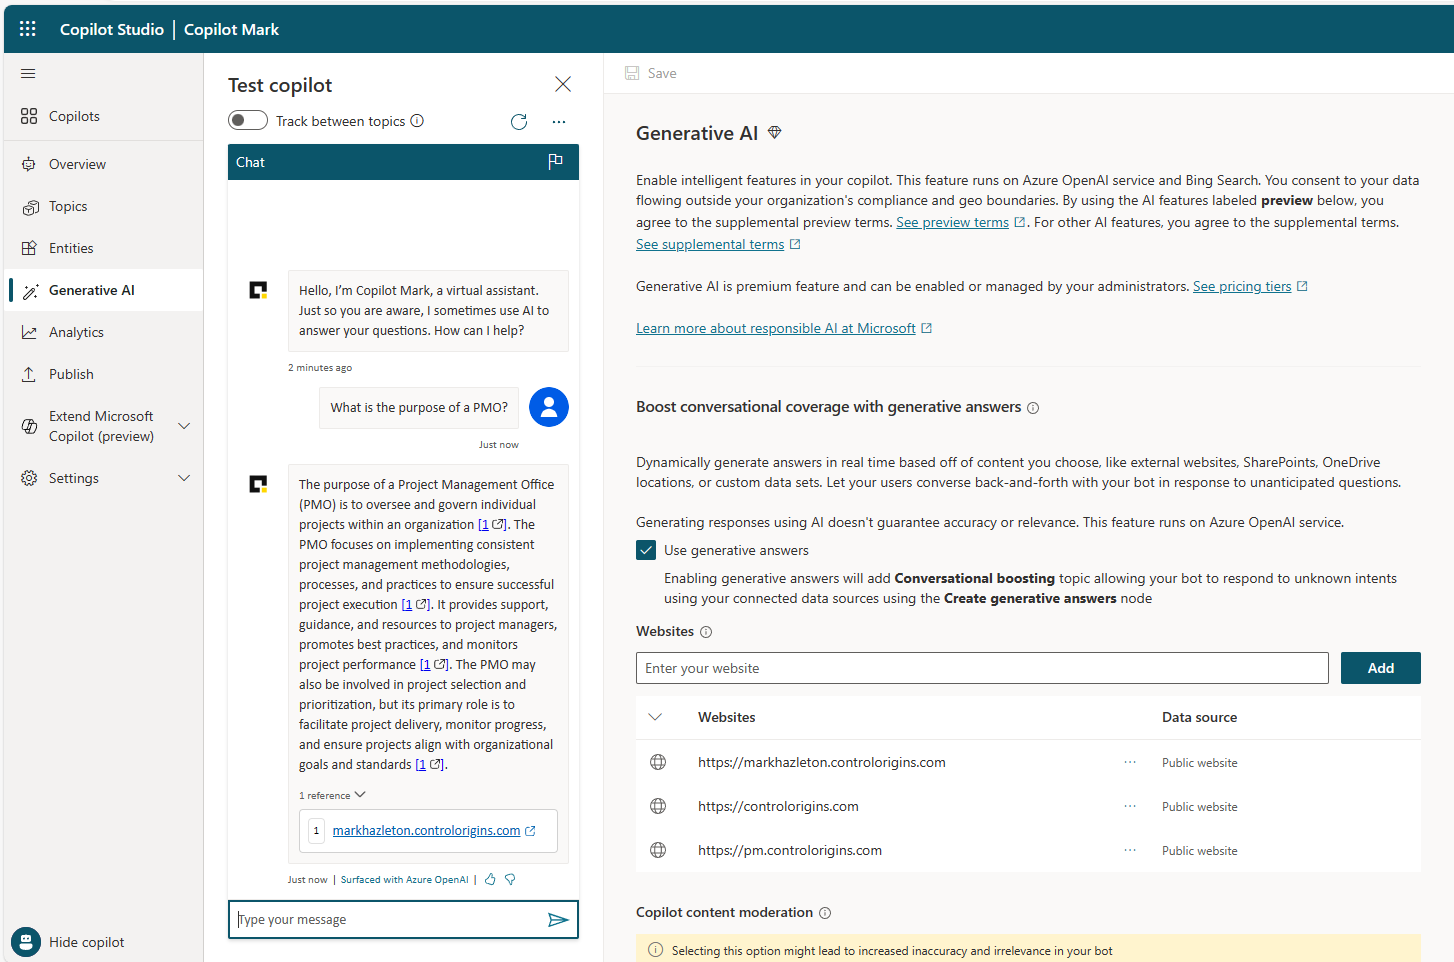 Copilot Studio | Copilot Mark
Copilots
Overview
Topics
Entities
Generative AI
Analytics
Publish
Extend Microsoft
Copilot (preview)
Settings
Hide copilot
Test copilot
Track between topics
Chat
Hello, I’m Copilot Mark, a virtual assistant.
Just so you are aware, I sometimes use AI to
answer your questions. How can I help?
2 minutes ago
What is the purpose of a PMO?
Just now
The purpose of a Project Management Office
(PMO) is to oversee and govern individual
projects within an organization [1]. The
PMO focuses on implementing consistent
project management methodologies,
processes, and practices to ensure successful
project execution [1]. It provides support,
guidance, and resources to project managers,
promotes best practices, and monitors
project performance [1]. The PMO may
also be involved in project selection and
prioritization, but its primary role is to
facilitate project delivery, monitor progress,
and ensure projects align with organizational
goals and standards [1].
1 reference
1 markhazleton.controlorigins.com
Just now | Surfaced with Azure OpenAI |
Type your message
Save
Generative AI
Enable intelligent features in your copilot. This feature runs on Azure OpenAI service and Bing Search. You consent to your data
flowing outside your organization's compliance and geo boundaries. By using the AI features labeled preview below, you
agree to the supplemental preview terms. See preview terms. For other AI features, you agree to the supplemental terms.
See supplemental terms
Generative AI is premium feature and can be enabled or managed by your administrators. See pricing tiers
Learn more about responsible AI at Microsoft
Boost conversational coverage with generative answers
Dynamically generate answers in real time based off of content you choose, like external websites, SharePoints, OneDrive
locations, or custom data sets. Let your users converse back-and-forth with your bot in response to unanticipated questions.
Generating responses using AI doesn't guarantee accuracy or relevance. This feature runs on Azure OpenAI service.
Use generative answers
Enabling generative answers will add Conversational boosting topic allowing your bot to respond to unknown intents
using your connected data sources using the Create generative answers node
Websites
Enter your website
Add
Websites Data source
https://markhazleton.controlorigins.com ... Public website
https://controlorigins.com ... Public website
https://pm.controlorigins.com ... Public website
Copilot content moderation
Selecting this option might lead to increased inaccuracy and irrelevance in your bot